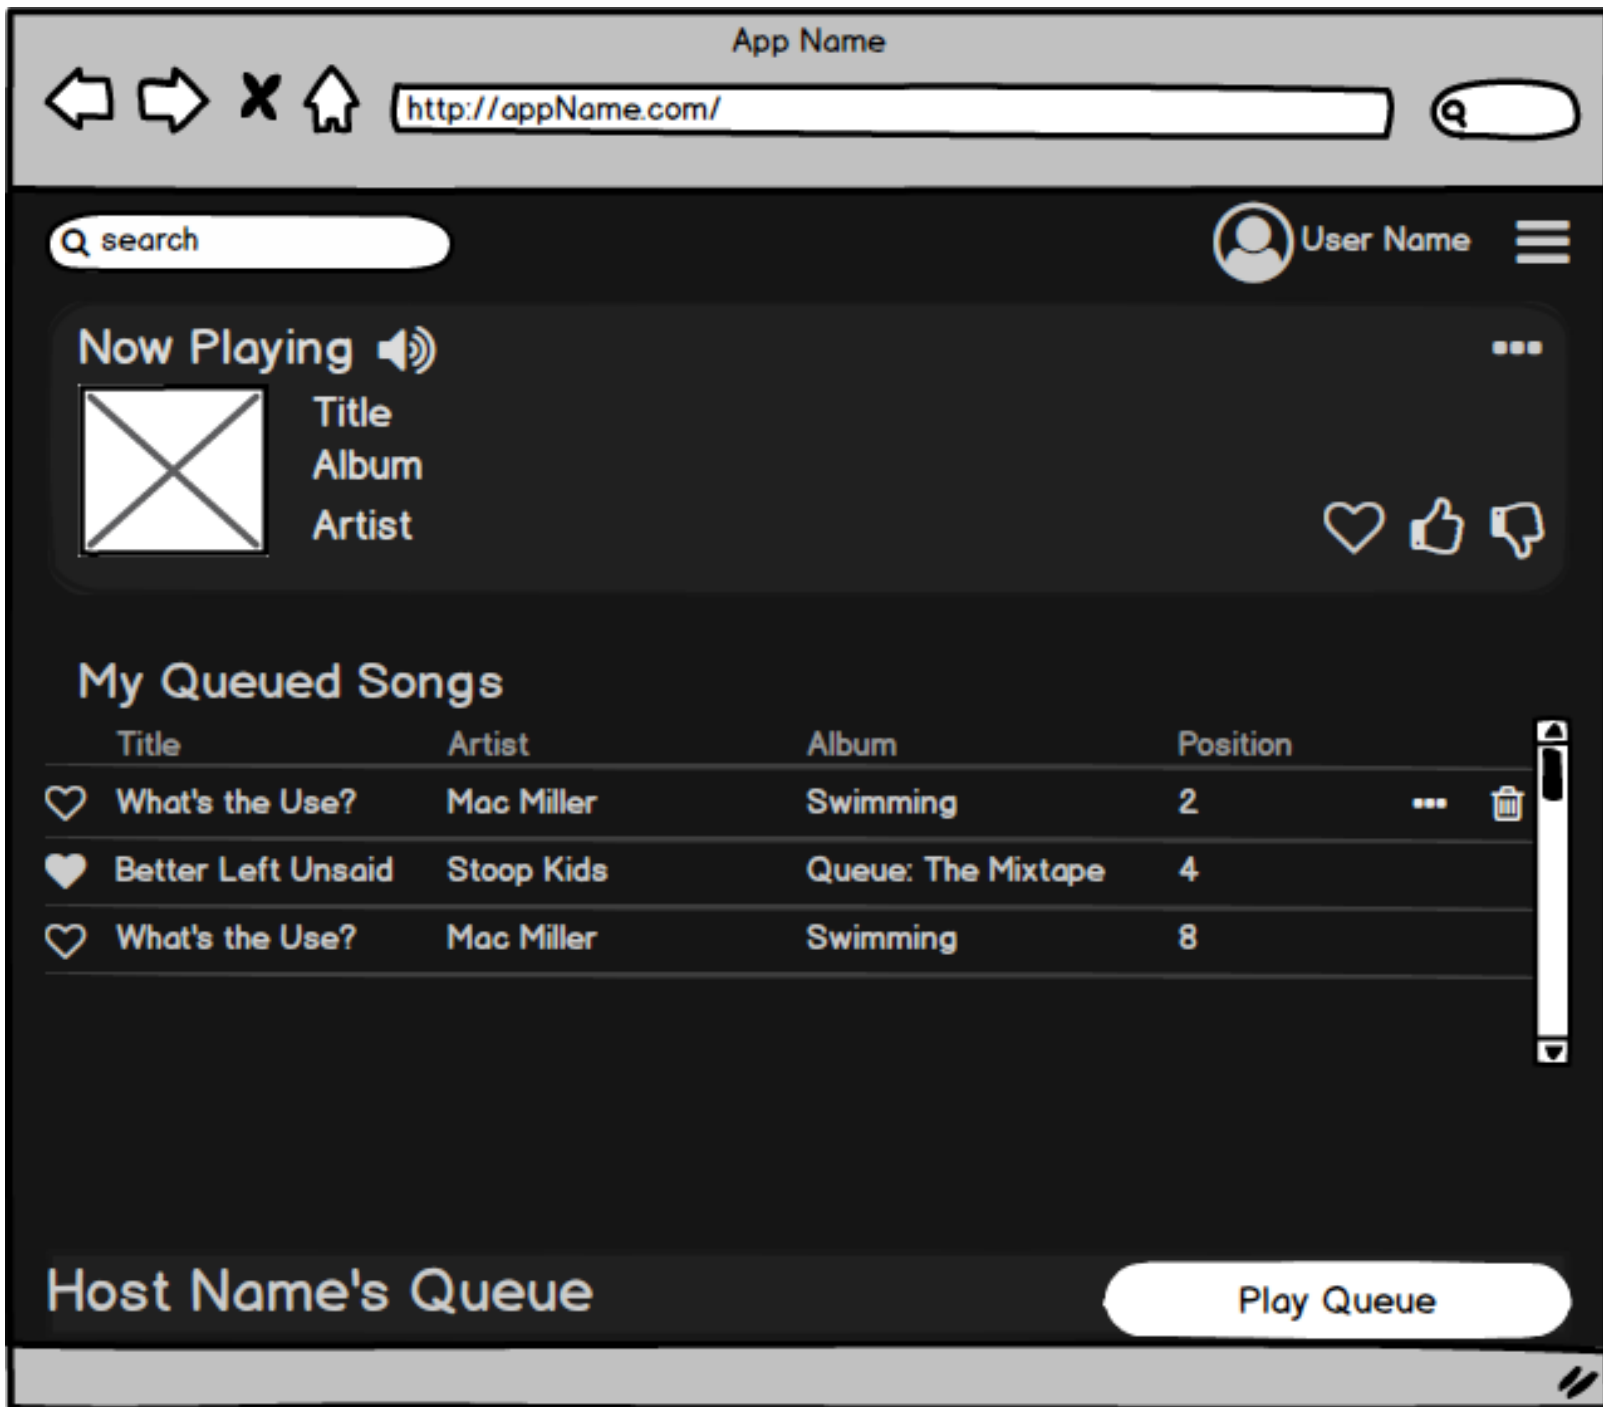 App Name
http://appName.com/
search
User Name
Now Playing
Title
Album
Artist
My Queued Songs
Title Artist Album Position
What's the Use? Mac Miller Swimming 2
Better Left Unsaid Stoop Kids Queue: The Mixtape 4
What's the Use? Mac Miller Swimming 8
Host Name's Queue
Play Queue